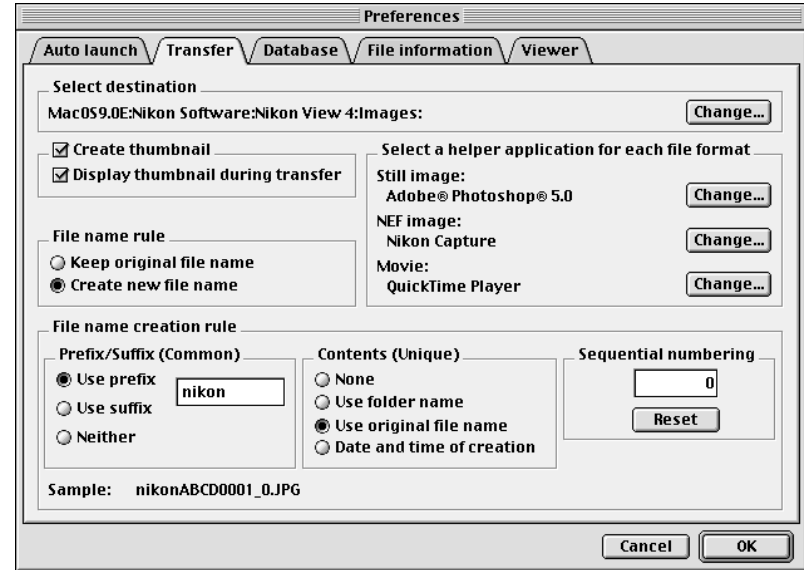 Preferences
Auto launch
Transfer
Database
File information
Viewer
Select destination
MacOS9.0E:Nikon Software:Nikon View 4:Images:
Change...
Create thumbnail
Display thumbnail during transfer
Select a helper application for each file format
Still image:
Adobe® Photoshop® 5.0
Change...
NEF image:
Nikon Capture
Change...
Movie:
QuickTime Player
Change...
File name rule
Keep original file name
Create new file name
File name creation rule
Prefix/Suffix (Common)
Use prefix
nikon
Use suffix
Neither
Contents (Unique)
None
Use folder name
Use original file name
Date and time of creation
Sequential numbering
0
Reset
Sample: nikonABCD0001_0.JPG
Cancel
OK